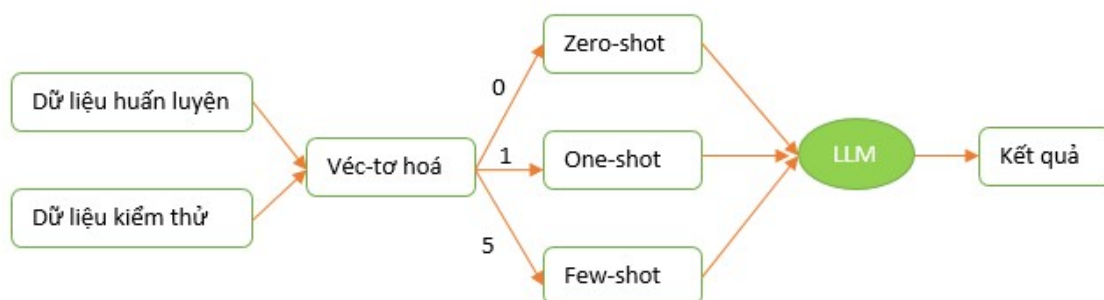 Dữ liệu huấn luyện
Dữ liệu kiểm thử
Véc-tơ hoá
0
1
5
Zero-shot
One-shot
Few-shot
LLM
Kết quả